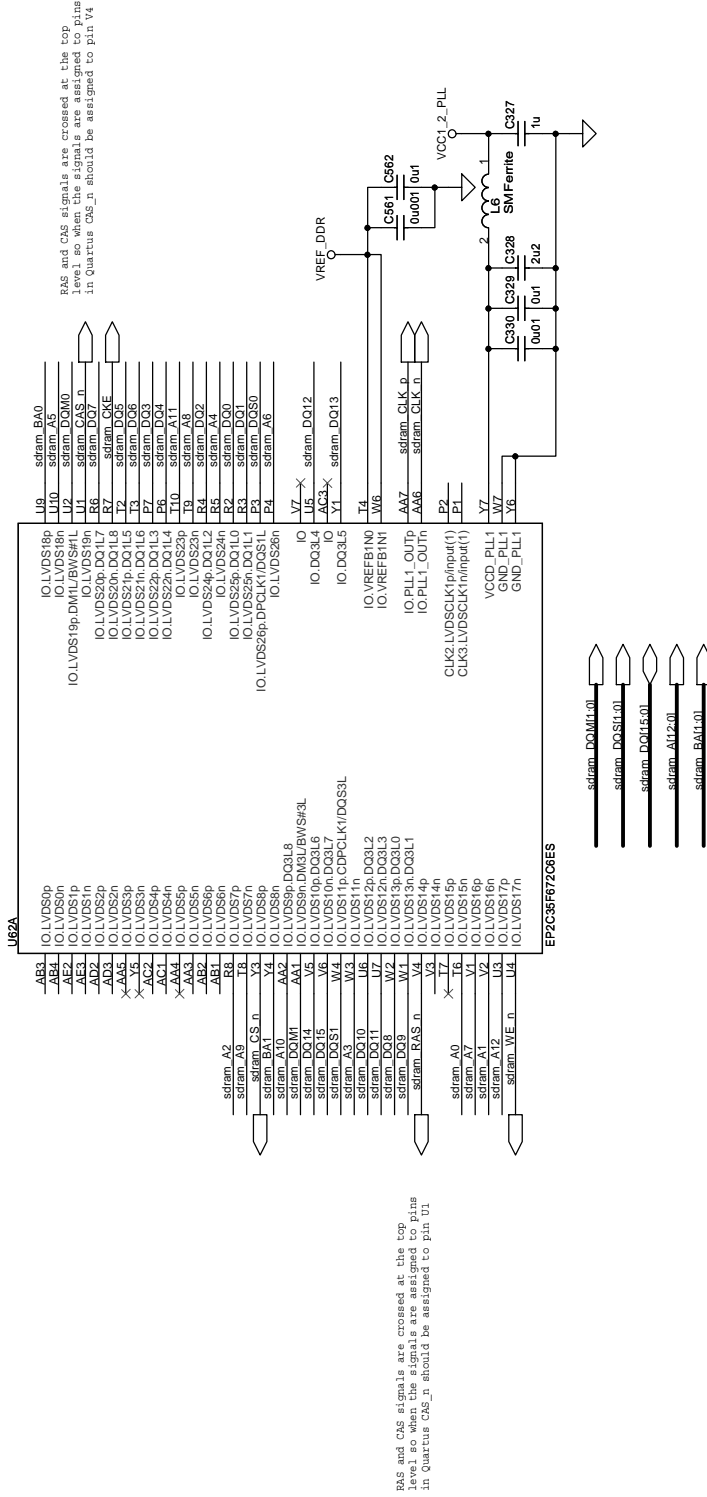 RAS and CAS signals are crossed at the top
level so when the signals are assigned to pins
in Quartus CAS_n should be assigned to pin V4
U62A
AB3 IO.LVDS0p
AB4 IO.LVDS0n
AE2 IO.LVDS1p
AE3 IO.LVDS1n
AD2 IO.LVDS2p
AD3 IO.LVDS2n
AA5 IO.LVDS3p
Y5 IO.LVDS3n
AC2 IO.LVDS4p
AC1 IO.LVDS4n
AA4 IO.LVDS5p
AA3 IO.LVDS5n
AB2 IO.LVDS6p
AB1 IO.LVDS6n
sdram_A2 R8 IO.LVDS7p
sdram_A9 T8 IO.LVDS7n
sdram_CS_n Y3 IO.LVDS8p
sdram_BA1 Y4 IO.LVDS8n
sdram_A10 AA2 IO.LVDS9p.DQ3L8
sdram_DQM1 AA1 IO.LVDS9n.DM3L/BWS#3L
sdram_DQ14 V5 IO.LVDS10p.DQ3L6
sdram_DQ15 V6 IO.LVDS10n.DQ3L7
sdram_DQS1 W4 IO.LVDS11p.CDPCLK1/DQS3L
sdram_A3 W3 IO.LVDS11n
sdram_DQ10 U6 IO.LVDS12p.DQ3L2
sdram_DQ11 U7 IO.LVDS12n.DQ3L3
sdram_DQ8 W2 IO.LVDS13p.DQ3L0
sdram_DQ9 W1 IO.LVDS13n.DQ3L1
sdram_RAS_n V4 IO.LVDS14p
V3 IO.LVDS14n
T7 IO.LVDS15p
sdram_A0 T6 IO.LVDS15n
sdram_A7 V1 IO.LVDS16p
sdram_A1 V2 IO.LVDS16n
sdram_A12 U3 IO.LVDS17p
sdram_WE_n U4 IO.LVDS17n
IO.LVDS18p U9 sdram_BA0
IO.LVDS18n U10 sdram_A5
IO.LVDS19p.DM1L/BWS#1L U2 sdram_DQM0
IO.LVDS19n U1 sdram_CAS_n
IO.LVDS20p.DQ1L7 R6 sdram_DQ7
IO.LVDS20n.DQ1L8 R7 sdram_CKE
IO.LVDS21p.DQ1L5 T2 sdram_DQ5
IO.LVDS21n.DQ1L6 T3 sdram_DQ6
IO.LVDS22p.DQ1L3 P7 sdram_DQ3
IO.LVDS22n.DQ1L4 P6 sdram_DQ4
IO.LVDS23p T10 sdram_A11
IO.LVDS23n T9 sdram_A8
IO.LVDS24p.DQ1L2 R4 sdram_DQ2
IO.LVDS24n R5 sdram_A4
IO.LVDS25p.DQ1L0 R2 sdram_DQ0
IO.LVDS25n.DQ1L1 R3 sdram_DQ1
IO.LVDS26p.DPCLK1/DQS1L P3 sdram_DQS0
IO.LVDS26n P4 sdram_A6
IO V7
IO.DQ3L4 U5 sdram_DQ12
IO AC3
IO.DQ3L5 Y1 sdram_DQ13
IO.VREFB1N0 T4
IO.VREFB1N1 W6
IO.PLL1_OUTp AA7 sdram_CLK_p
IO.PLL1_OUTn AA6 sdram_CLK_n
CLK2.LVDSCLK1p/input(1) P2
CLK3.LVDSCLK1n/input(1) P1
VCCD_PLL1 Y7
GND_PLL1 W7
GND_PLL1 Y6
EP2C35F672C6ES
VREF_DDR
C561
0u001
C562
0u1
VCC1_2_PLL
C330
0u01
C329
0u1
C328
2u2
2
1
L6
SM Ferrite
C327
1u
RAS and CAS signals are crossed at the top
level so when the signals are assigned to pins
in Quartus CAS_n should be assigned to pin U1
sdram_DQM[1:0]
sdram_DQS[1:0]
sdram_DQ[15:0]
sdram_A[12:0]
sdram_BA[1:0]